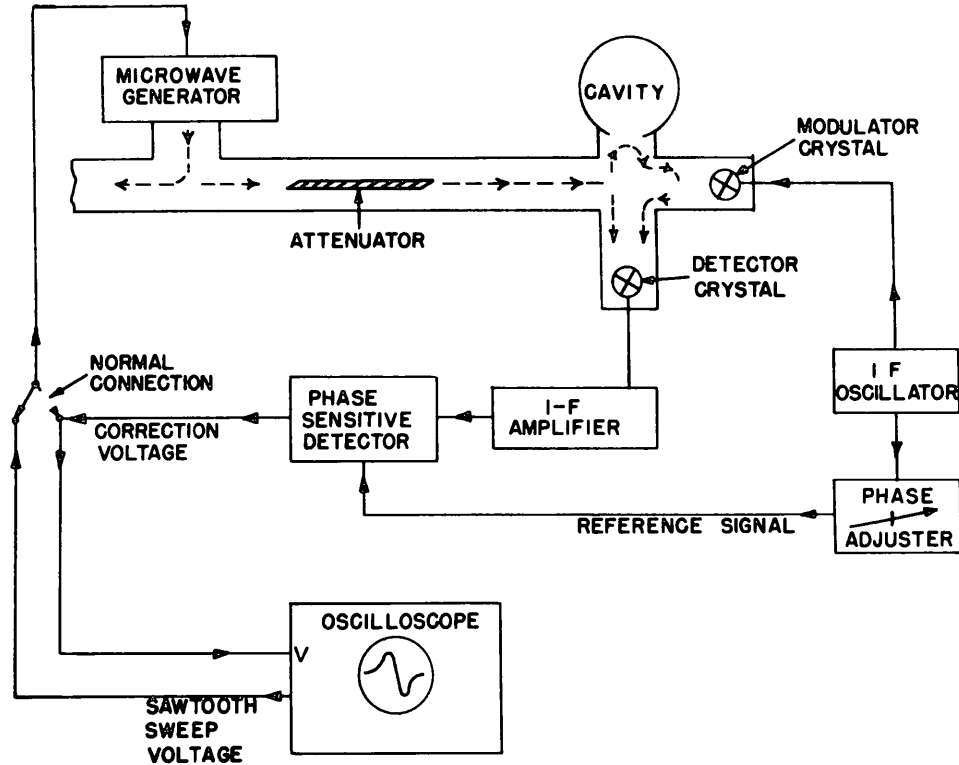 MICROWAVE
GENERATOR
CAVITY
MODULATOR
CRYSTAL
ATTENUATOR
DETECTOR
CRYSTAL
NORMAL
CONNECTION
CORRECTION
VOLTAGE
PHASE
SENSITIVE
DETECTOR
I-F
AMPLIFIER
I F
OSCILLATOR
PHASE
ADJUSTER
REFERENCE SIGNAL
OSCILLOSCOPE
V
SAWTOOTH
SWEEP
VOLTAGE